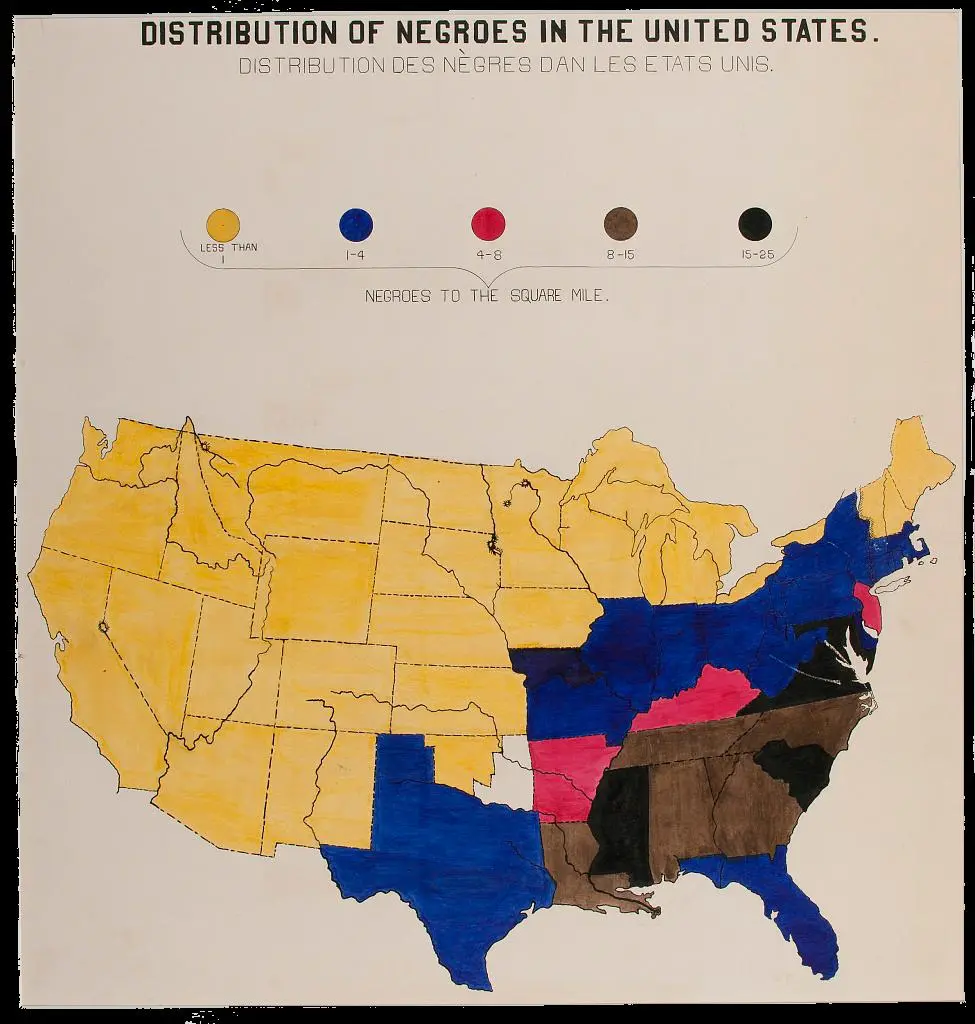 DISTRIBUTION OF NEGROES IN THE UNITED STATES.
DISTRIBUTION DES NÈGRES DAN LES ETATS UNIS.
LESS THAN
1
1-4
4-8
8-15
15-25
NEGROES TO THE SQUARE MILE.